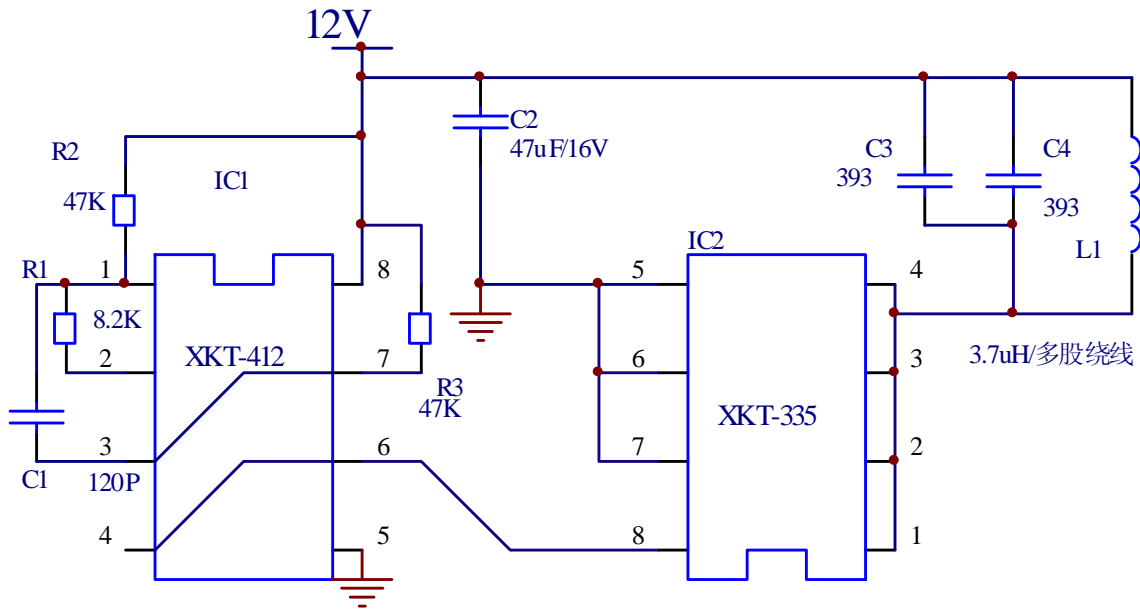 12V
R2
47K
IC1
C2
47uF/16V
C3
393
C4
393
L1
IC2
R1
1
8
8.2K
2
XKT-412
7
R3
47K
3
6
C1
120P
4
5
5
4
6
3
XKT-335
7
2
8
1
3.7uH/多股绕线